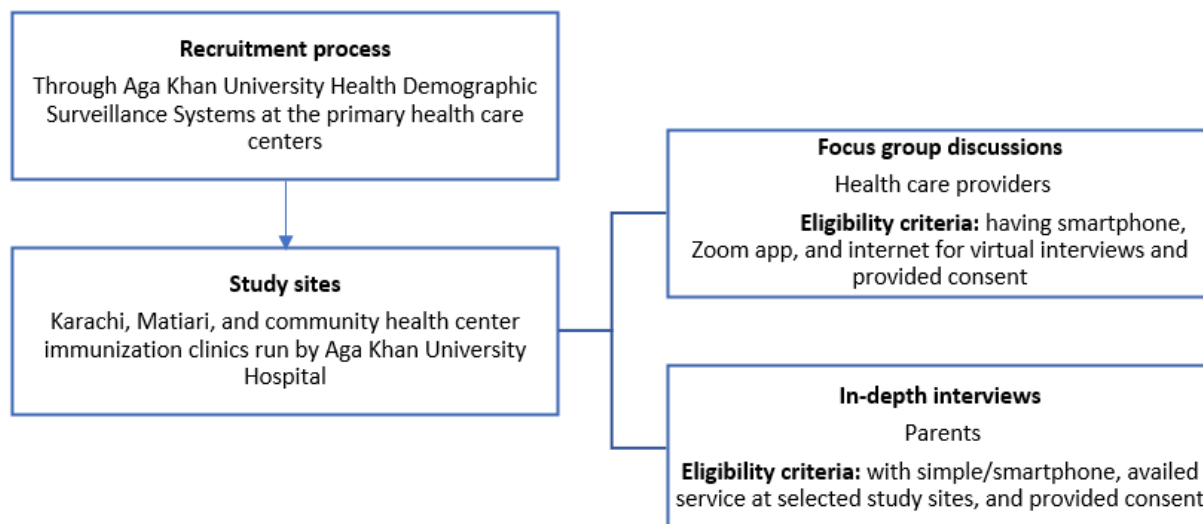 Recruitment process
Through Aga Khan University Health Demographic
Surveillance Systems at the primary health care
centers
Study sites
Karachi, Matiari, and community health center
immunization clinics run by Aga Khan University
Hospital
Focus group discussions
Health care providers
Eligibility criteria: having smartphone,
Zoom app, and internet for virtual interviews and
provided consent
In-depth interviews
Parents
Eligibility criteria: with simple/smartphone, availed
service at selected study sites, and provided consent